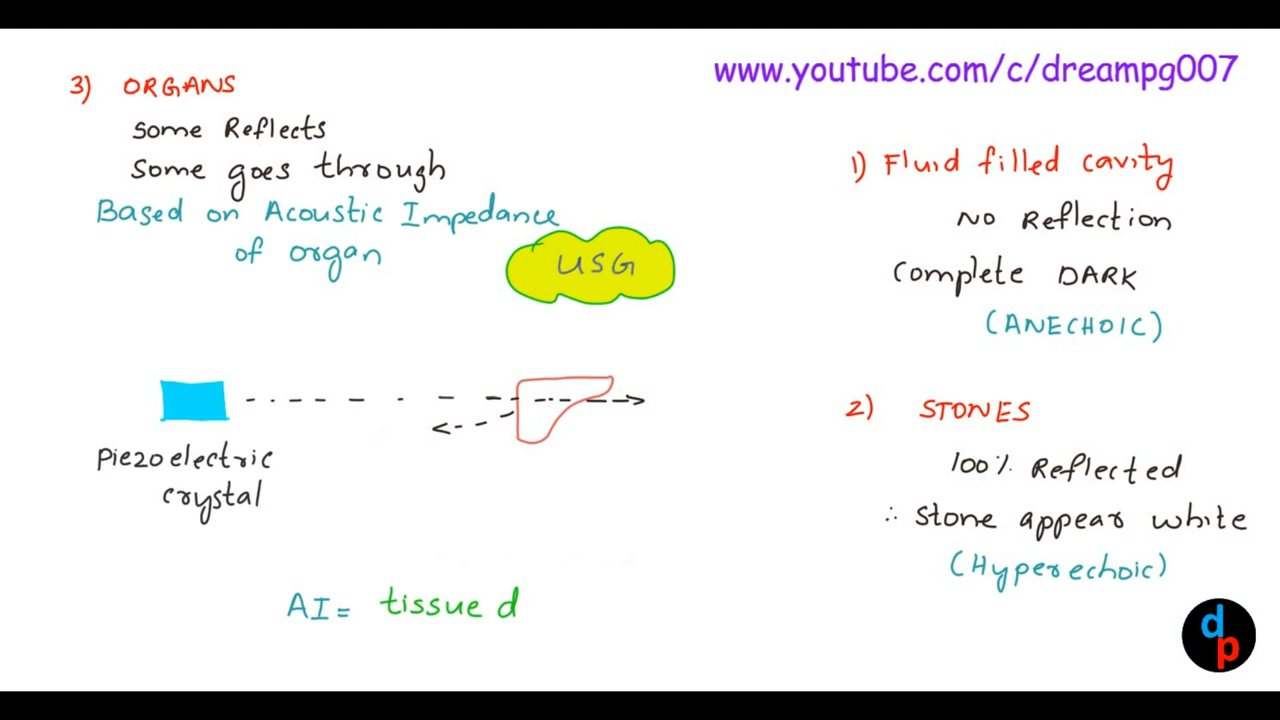 www.youtube.com/c/dreampg007
3) ORGANS
Some Reflects
Some goes through
Based on Acoustic Impedance
of organ
USG
Piezoelectric
crystal
AI = tissue d
1) Fluid filled cavity
NO Reflection
Complete DARK
(ANECHOIC)
2) STONES
100% Reflected
∴ Stone appear white
(Hyperechoic)
dp